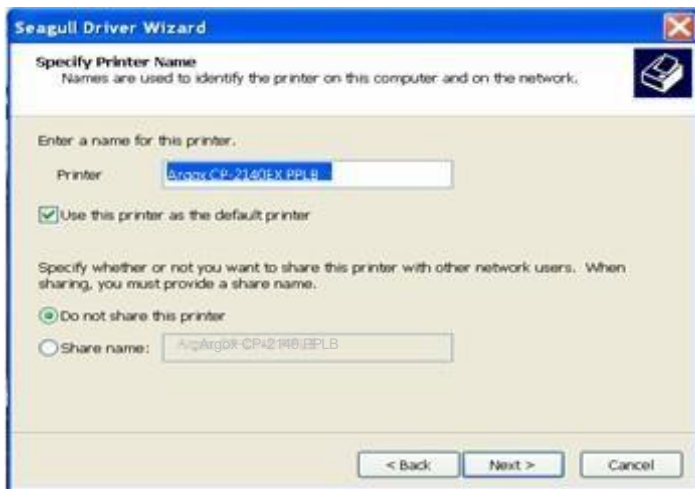 Seagull Driver Wizard
Specify Printer Name
Names are used to identify the printer on this computer and on the network.
Enter a name for this printer.
Printer
Argox CP-2140EX PPLB
Use this printer as the default printer
Specify whether or not you want to share this printer with other network users. When
sharing, you must provide a share name.
Do not share this printer
Share name:
< Back
Next >
Cancel